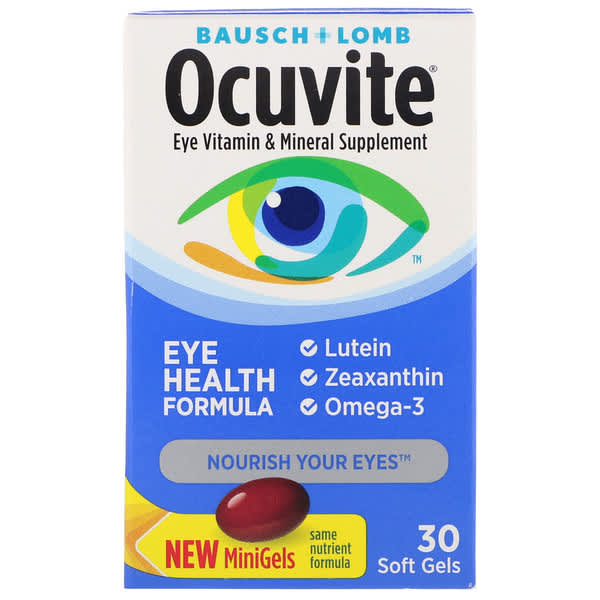 BAUSCH + LOMB
Ocuvite®
Eye Vitamin & Mineral Supplement
™
EYE
HEALTH
FORMULA
Lutein
Zeaxanthin
Omega-3
NOURISH YOUR EYES™
NEW MiniGels
same
nutrient
formula
30
Soft Gels